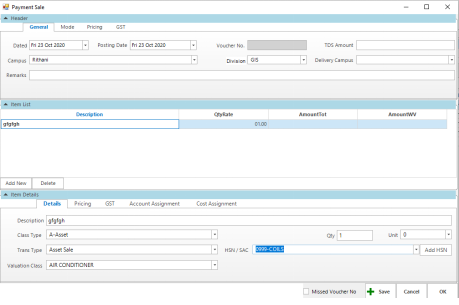 Payment Sale
Header
General Mode Pricing GST
Dated Fri 23 Oct 2020 Posting Date Fri 23 Oct 2020 Voucher No. TDS Amount
Campus Rithani Division GIS Delivery Campus
Remarks
Item List
Description QtyRate AmountTot AmountWV
gfgfgh 01.00
Add New Delete
Item Details
Details Pricing GST Account Assignment Cost Assignment
Description gfgfgh
Class Type A-Asset Qty 1 Unit 0
Trans Type Asset Sale HSN / SAC 9999-COILS Add HSN
Valuation Class AIR CONDITIONER
Missed Voucher No Save Cancel OK